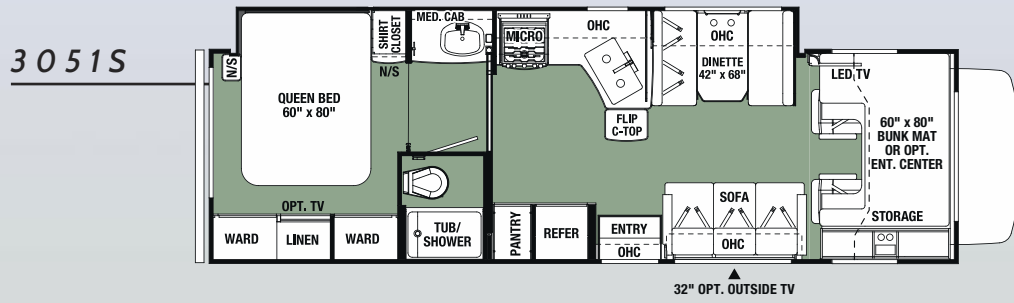 3051S
N/S
QUEEN BED
60" x 80"
SHIRT
CLOSET
N/S
MED. CAB
OPT. TV
WARD
LINEN
WARD
TUB/
SHOWER
MICRO
OHC
FLIP
C-TOP
OHC
DINETTE
42" x 68"
PANTRY
REFER
ENTRY
OHC
SOFA
OHC
32" OPT. OUTSIDE TV
LED TV
60" x 80"
BUNK MAT
OR OPT.
ENT. CENTER
STORAGE